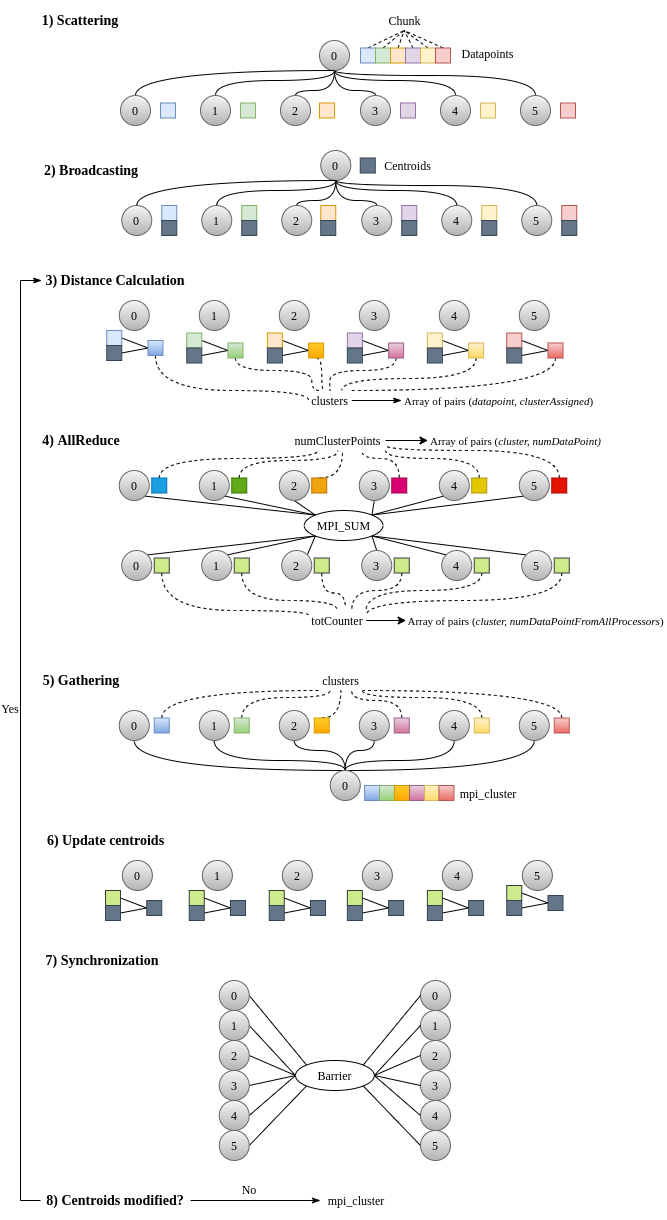 1) Scattering
Chunk
0
Datapoints
0 1 2 3 4 5
2) Broadcasting
0
Centroids
0 1 2 3 4 5
3) Distance Calculation
0 1 2 3 4 5
clusters
Array of pairs (datapoint, clusterAssigned)
4) AllReduce
numClusterPoints
Array of pairs (cluster, numDataPoint)
0 1 2 3 4 5
MPI_SUM
0 1 2 3 4 5
totCounter
Array of pairs (cluster, numDataPointFromAllProcessors)
5) Gathering
clusters
Yes
0 1 2 3 4 5
0
mpi_cluster
6) Update centroids
0 1 2 3 4 5
7) Synchronization
0 0
1 1
2 2
Barrier
3 3
4 4
5 5
No
8) Centroids modified?
mpi_cluster